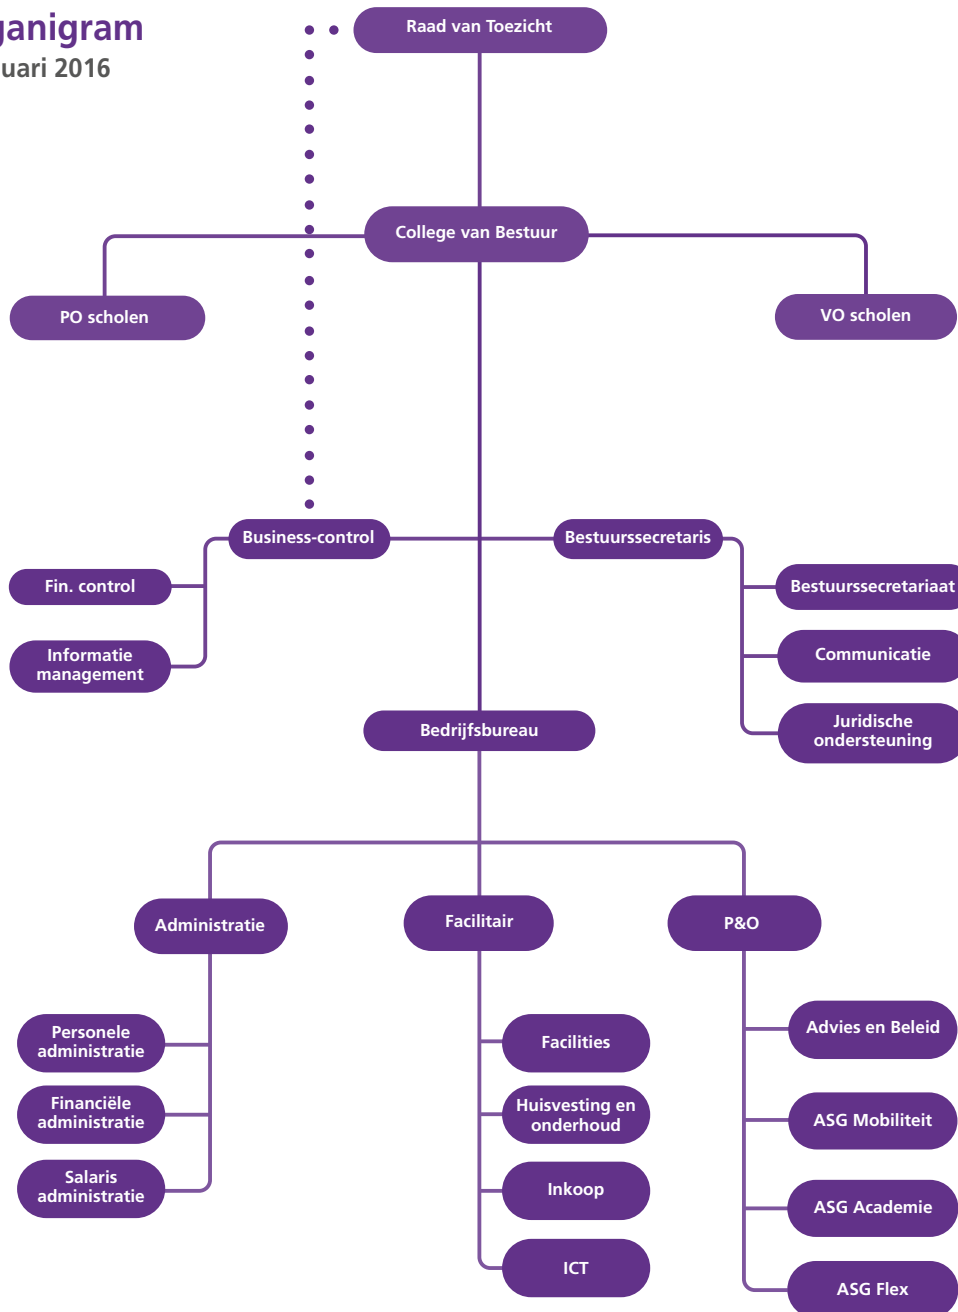 ganigram
uari 2016
Raad van Toezicht
College van Bestuur
PO scholen
VO scholen
Business-control
Bestuurssecretaris
Fin. control
Informatie
management
Bestuurssecretariaat
Communicatie
Juridische
ondersteuning
Bedrijfsbureau
Administratie
Facilitair
P&O
Personele
administratie
Financiële
administratie
Salaris
administratie
Facilities
Huisvesting en
onderhoud
Inkoop
ICT
Advies en Beleid
ASG Mobiliteit
ASG Academie
ASG Flex